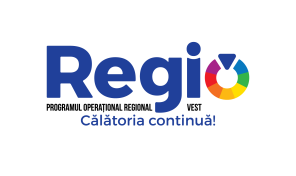 Regio
PROGRAMUL OPERAȚIONAL REGIONAL VEST
Călătoria continuă!